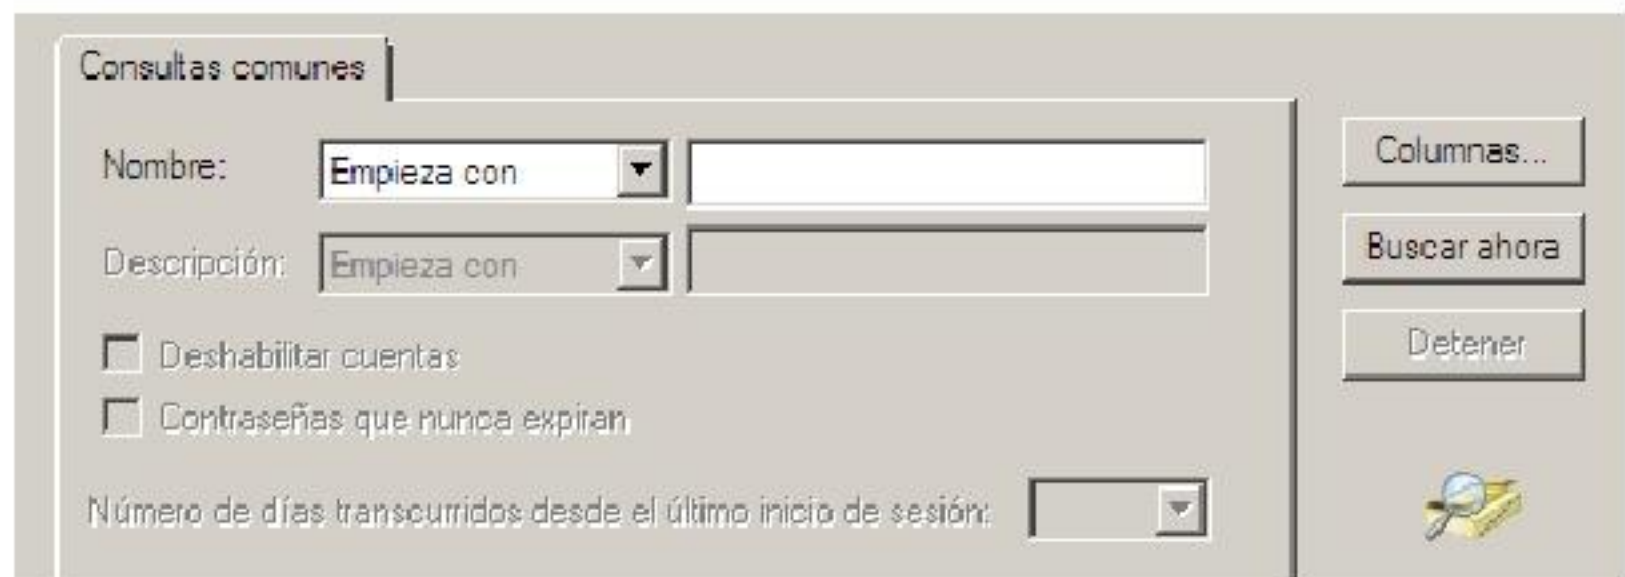 Consultas comunes
Nombre: Empieza con
Columnas...
Descripción: Empieza con
Buscar ahora
Deshabilitar cuentas
Detener
Contraseñas que nunca expiran
Número de días transcurridos desde el último inicio de sesión: